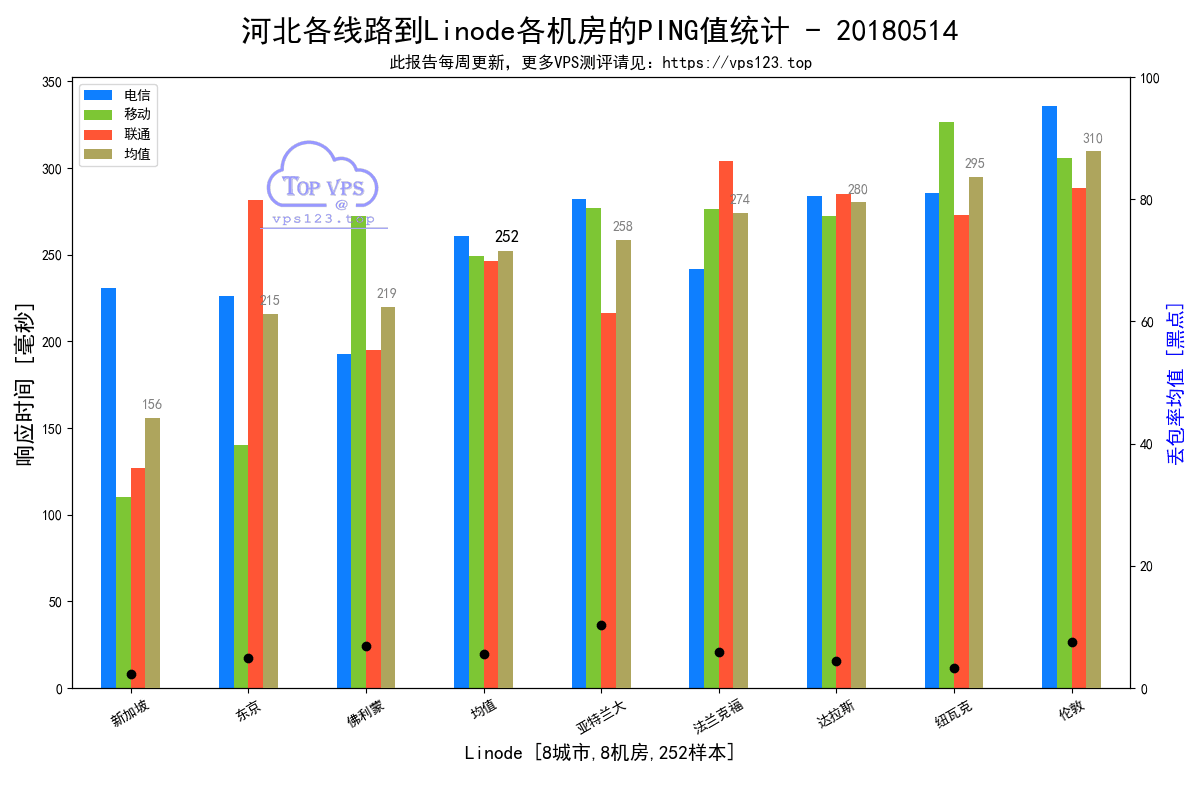 河北各线路到Linode各机房的PING值统计 - 20180514
此报告每周更新，更多VPS测评请见：https://vps123.top
电信
移动
联通
均值
TOP VPS
@
vps123.top
响应时间 [毫秒]
350
300
250
200
150
100
50
0
156
215
219
252
258
274
280
295
310
100
80
60
40
20
0
丢包率均值 [黑点]
新加坡
东京
佛利蒙
均值
亚特兰大
法兰克福
达拉斯
纽瓦克
伦敦
Linode [8城市,8机房,252样本]